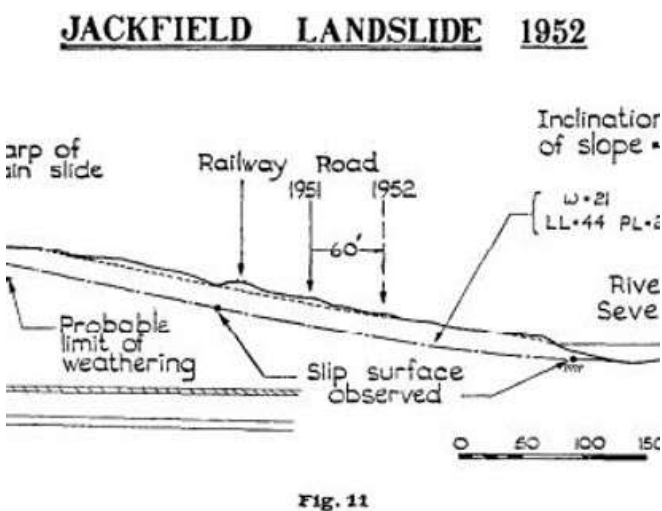 JACKFIELD LANDSLIDE 1952
arp of
ain slide
Railway
Road
1951
1952
60'
Inclination
of slope
W=21
LL=44 PL=2
Rive
Seve
Probable
limit of
weathering
Slip surface
observed
0 50 100 150
Fig. 11